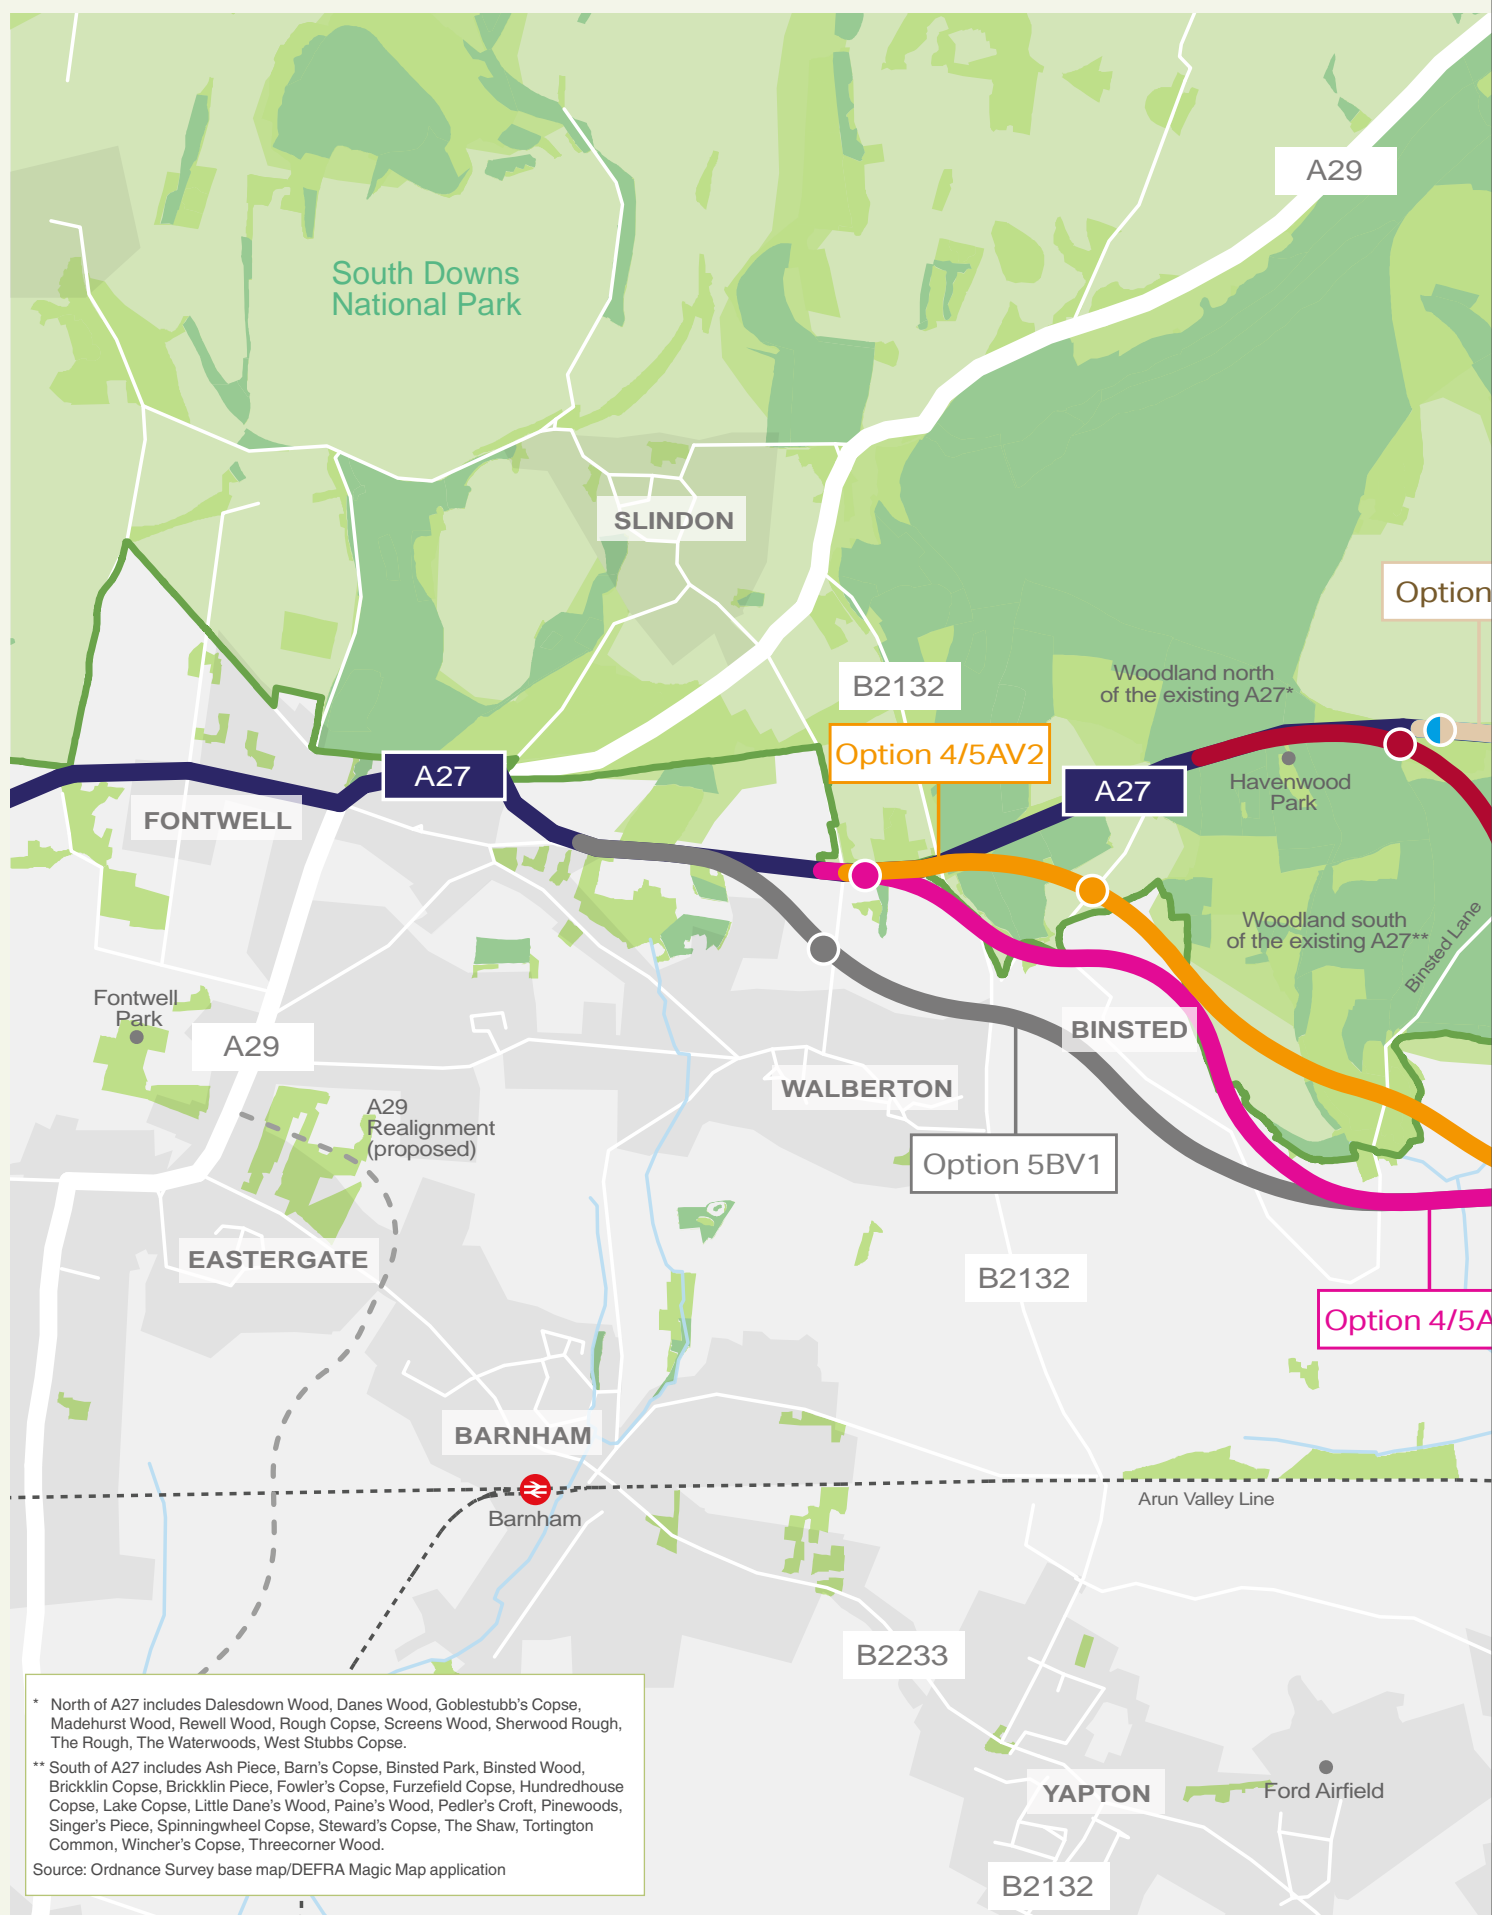 A29
South Downs
National Park
SLINDON
Option
Woodland north
of the existing A27*
B2132
Option 4/5AV2
A27
A27
Havenwood
Park
FONTWELL
Woodland south
of the existing A27**
Binsted Lane
Fontwell
Park
A29
BINSTED
WALBERTON
A29
Realignment
(proposed)
Option 5BV1
EASTERGATE
B2132
Option 4/5A
BARNHAM
Barnham
Arun Valley Line
B2233
YAPTON
Ford Airfield
B2132
* North of A27 includes Dalesdown Wood, Danes Wood, Goblestubb's Copse,
Madehurst Wood, Rewell Wood, Rough Copse, Screens Wood, Sherwood Rough,
The Rough, The Waterwoods, West Stubbs Copse.
** South of A27 includes Ash Piece, Barn's Copse, Binsted Park, Binsted Wood,
Brickklin Copse, Brickklin Piece, Fowler's Copse, Furzefield Copse, Hundredhouse
Copse, Lake Copse, Little Dane's Wood, Paine's Wood, Pedler's Croft, Pinewoods,
Singer's Piece, Spinningwheel Copse, Steward's Copse, The Shaw, Tortington
Common, Wincher's Copse, Threecorner Wood.
Source: Ordnance Survey base map/DEFRA Magic Map application